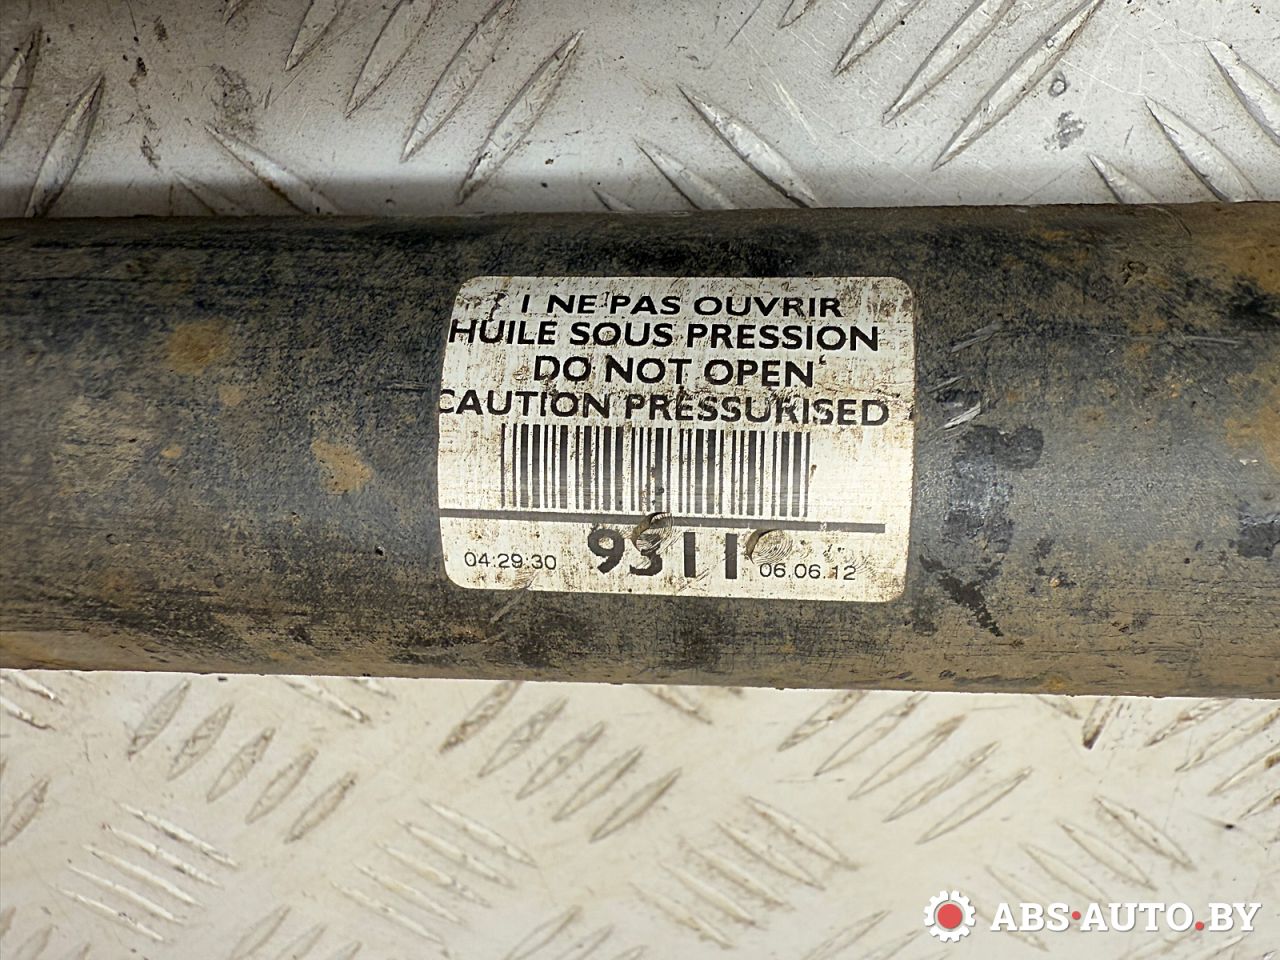 ! NE PAS OUVRIR
HUILE SOUS PRESSION
DO NOT OPEN
CAUTION PRESSURISED
04:29:30 9311 06.06.12
ABS-AUTO.BY